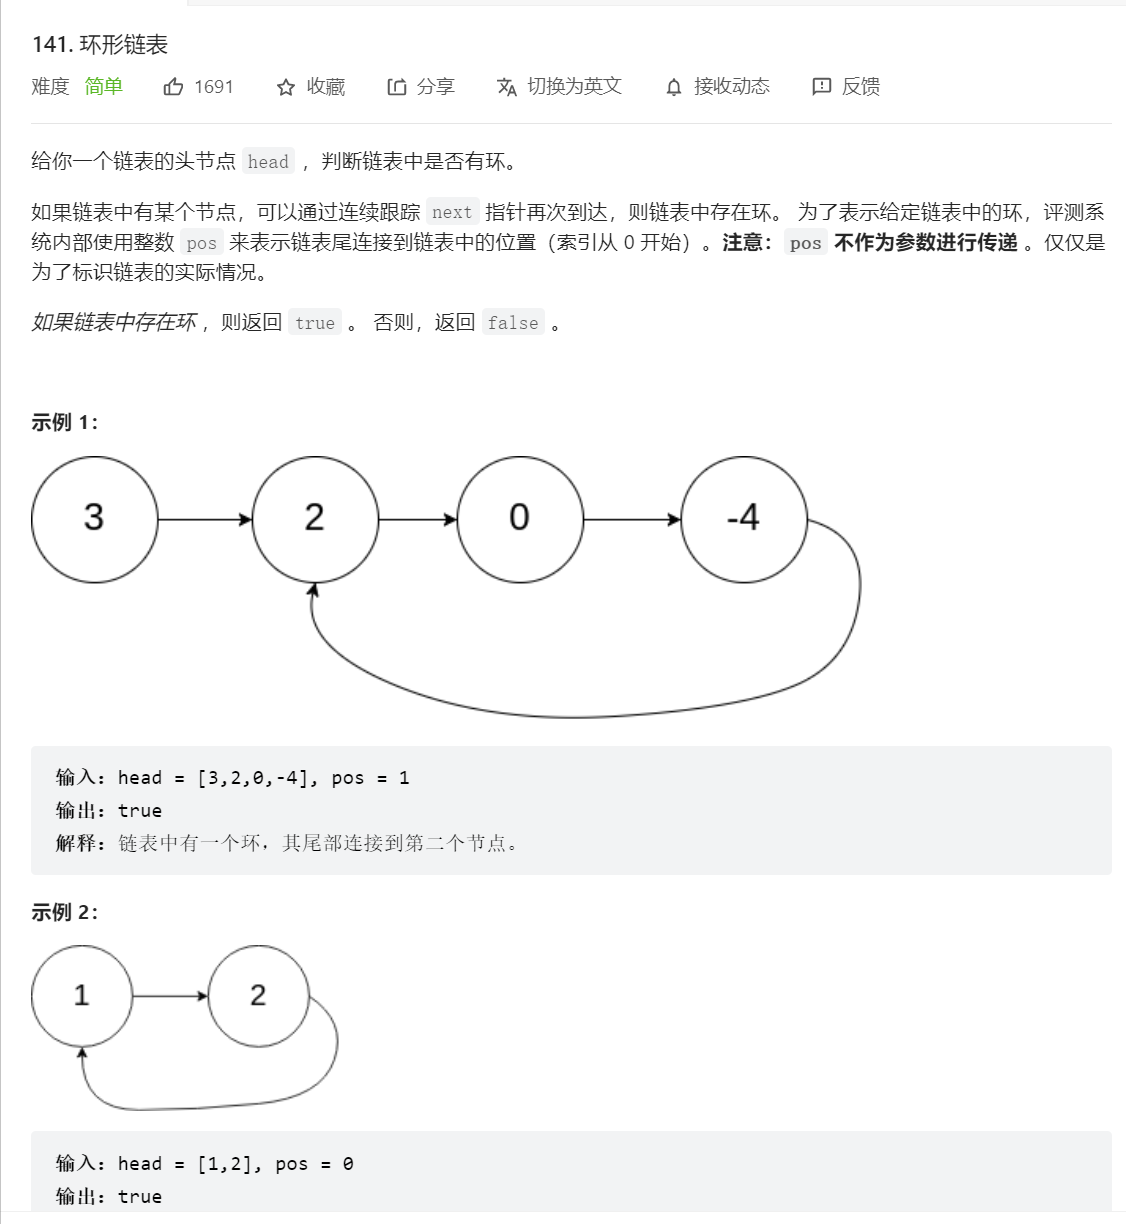 141. 环形链表
难度 简单 1691 收藏 分享 切换为英文 接收动态 反馈
给你一个链表的头节点 head ，判断链表中是否有环。
如果链表中有某个节点，可以通过连续跟踪 next 指针再次到达，则链表中存在环。 为了表示给定链表中的环，评测系
统内部使用整数 pos 来表示链表尾连接到链表中的位置（索引从 0 开始）。注意：pos 不作为参数进行传递 。仅仅是
为了标识链表的实际情况。
如果链表中存在环 ，则返回 true 。 否则，返回 false 。
示例 1：
3 2 0 -4
输入：head = [3,2,0,-4], pos = 1
输出：true
解释：链表中有一个环，其尾部连接到第二个节点。
示例 2：
1 2
输入：head = [1,2], pos = 0
输出：true